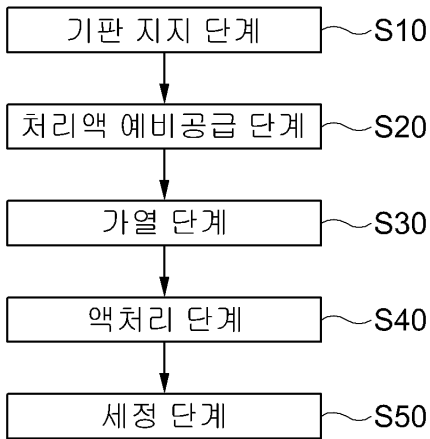 기판 지지 단계 S10
처리액 예비공급 단계 S20
가열 단계 S30
액처리 단계 S40
세정 단계 S50